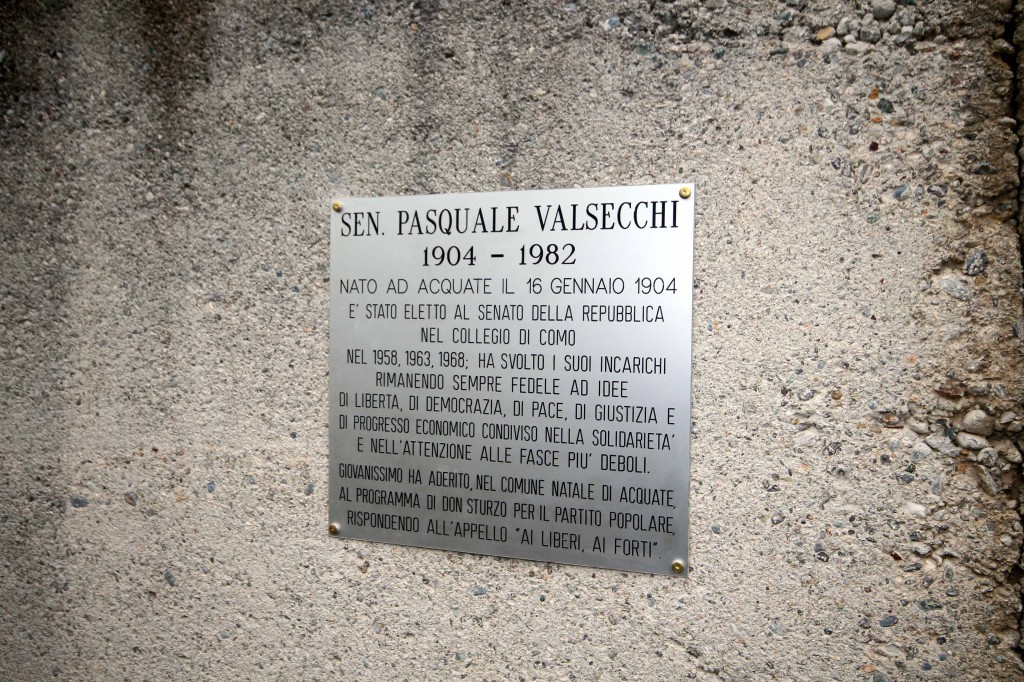 SEN. PASQUALE VALSECCHI
1904 - 1982
NATO AD ACQUATE IL 16 GENNAIO 1904
E' STATO ELETTO AL SENATO DELLA REPUBBLICA
NEL COLLEGIO DI COMO
NEL 1958, 1963, 1968; HA SVOLTO I SUOI INCARICHI
RIMANENDO SEMPRE FEDELE AD IDEE
DI LIBERTA, DI DEMOCRAZIA, DI PACE, DI GIUSTIZIA E
DI PROGRESSO ECONOMICO CONDIVISO NELLA SOLIDARIETA'
E NELL'ATTENZIONE ALLE FASCE PIU' DEBOLI.
GIOVANISSIMO HA ADERITO, NEL COMUNE NATALE DI ACQUATE,
AL PROGRAMMA DI DON STURZO PER IL PARTITO POPOLARE,
RISPONDENDO ALL'APPELLO "AI LIBERI, AI FORTI".